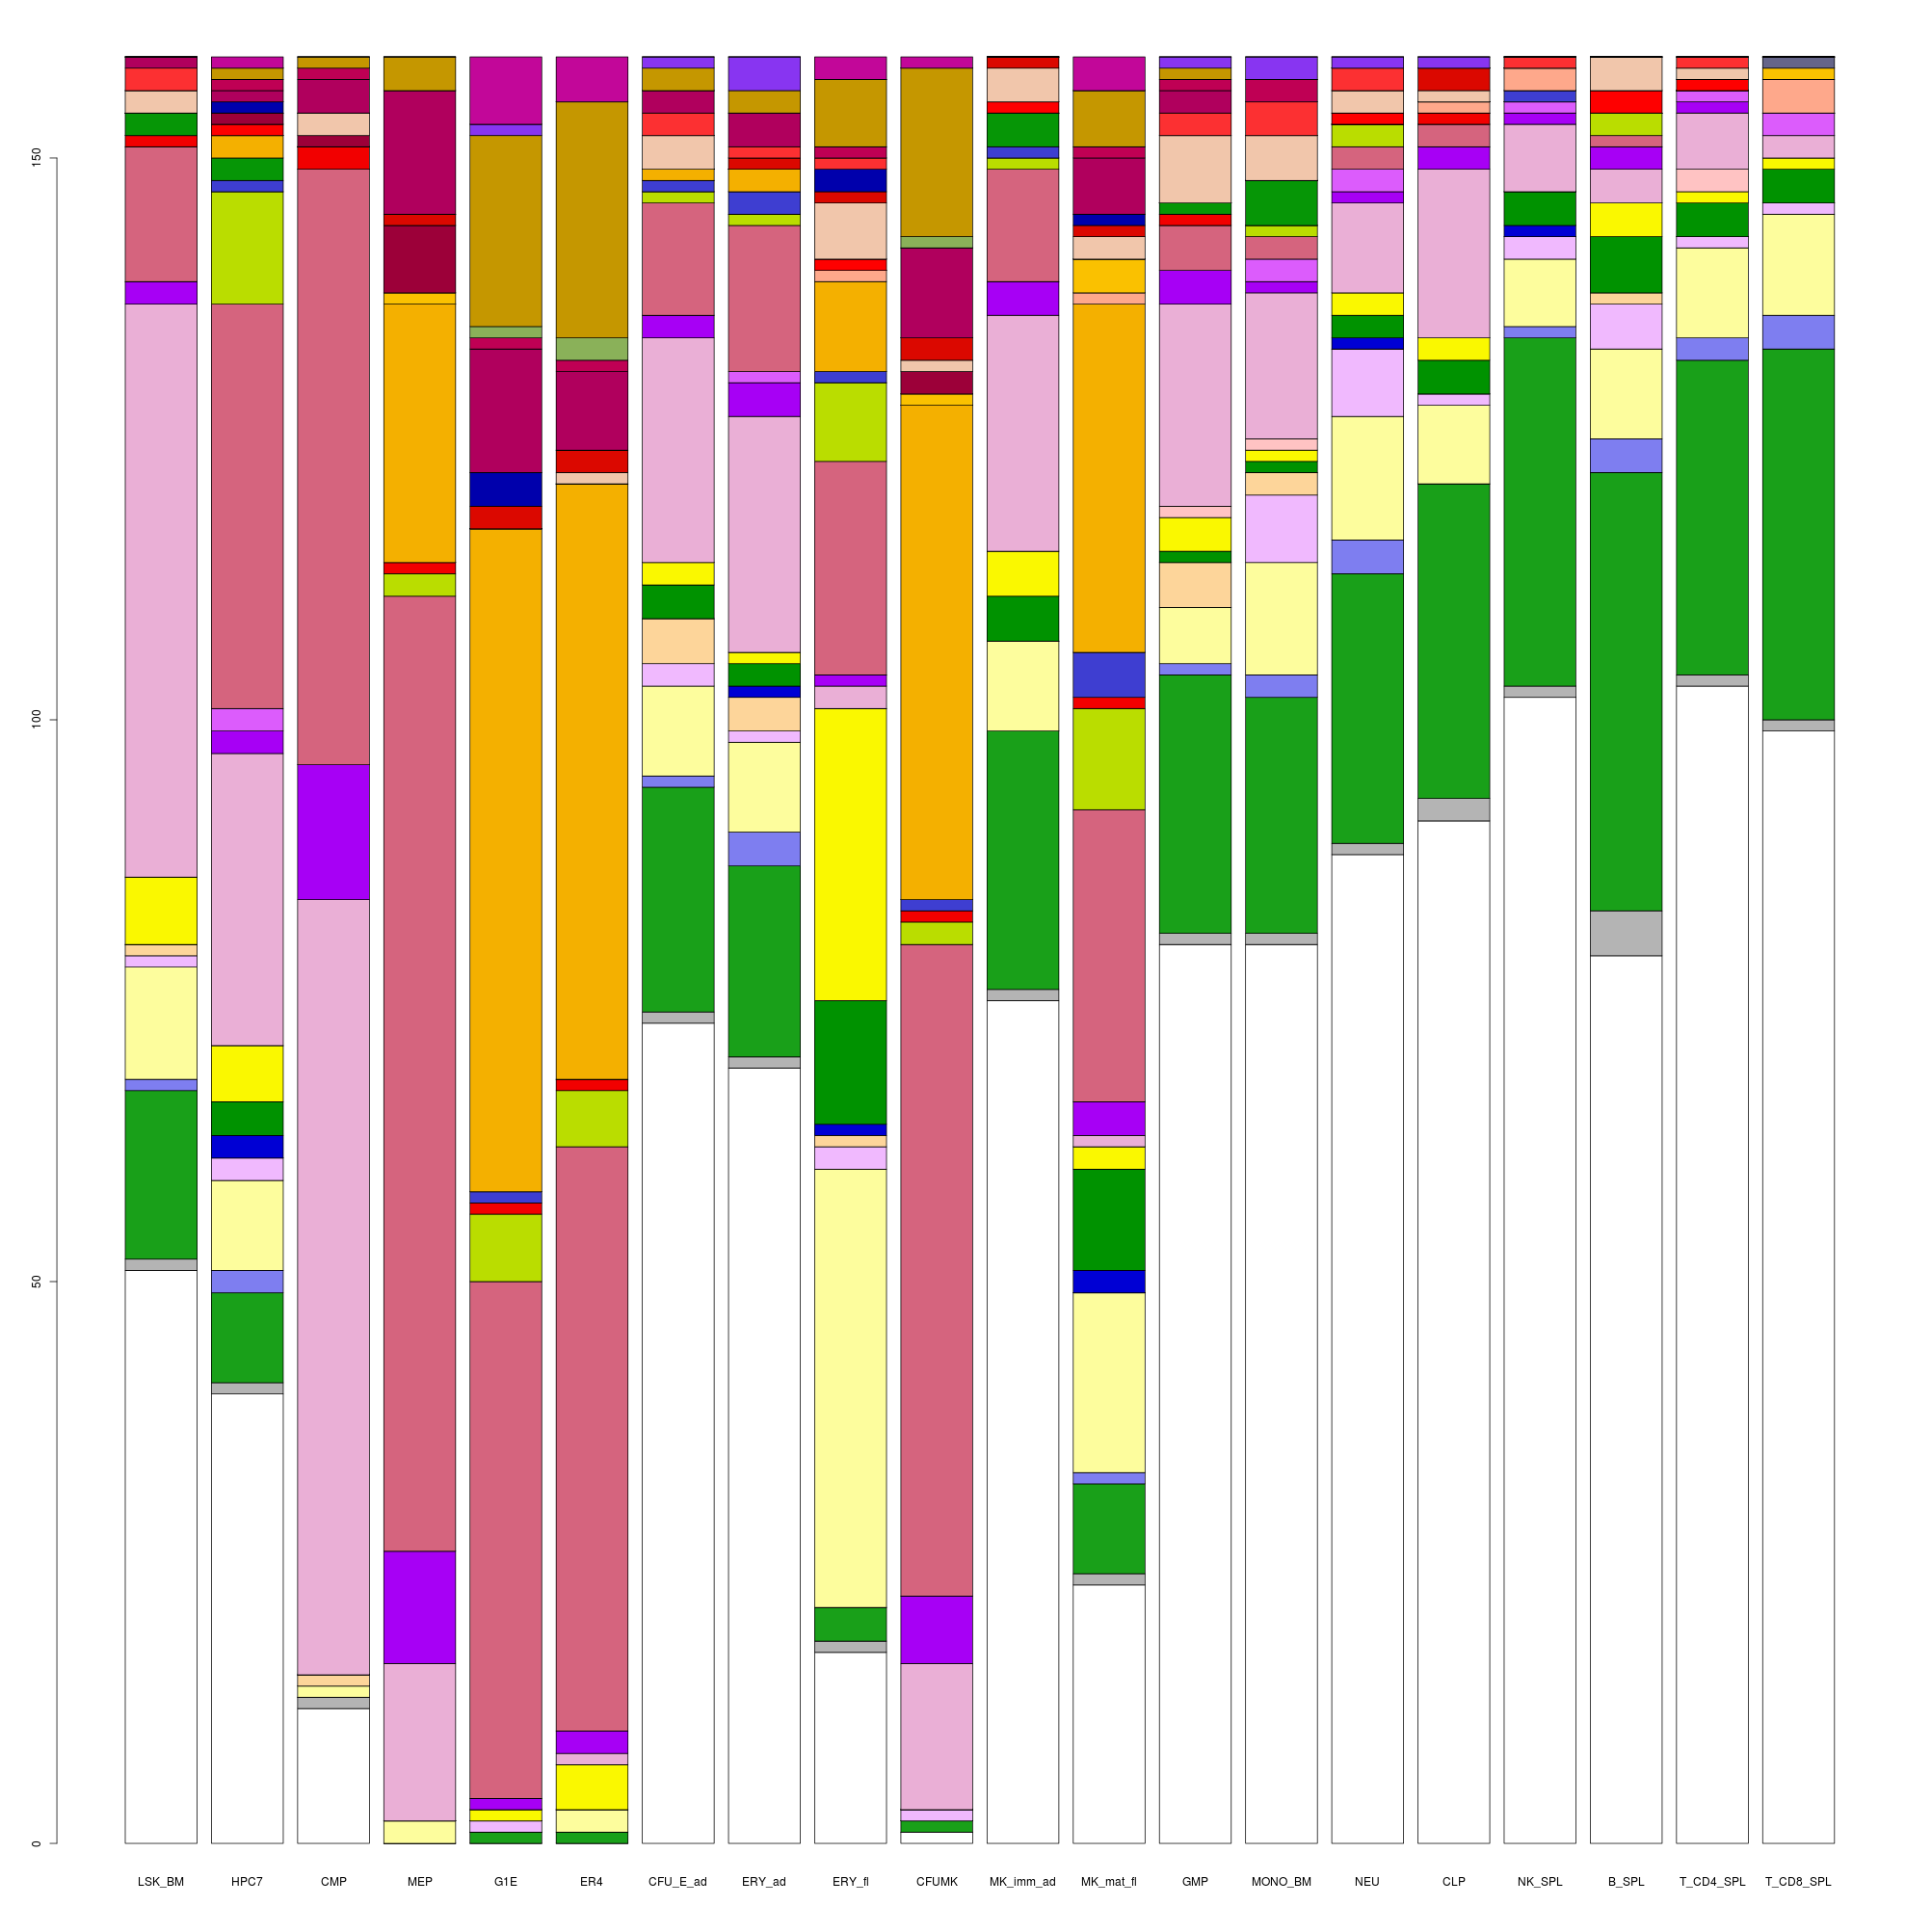 150
100
50
0
LSK_BM HPC7 CMP MEP G1E ER4 CFU_E_ad ERY_ad ERY_fl CFUMK MK_imm_ad MK_mat_fl GMP MONO_BM NEU CLP NK_SPL B_SPL T_CD4_SPL T_CD8_SPL